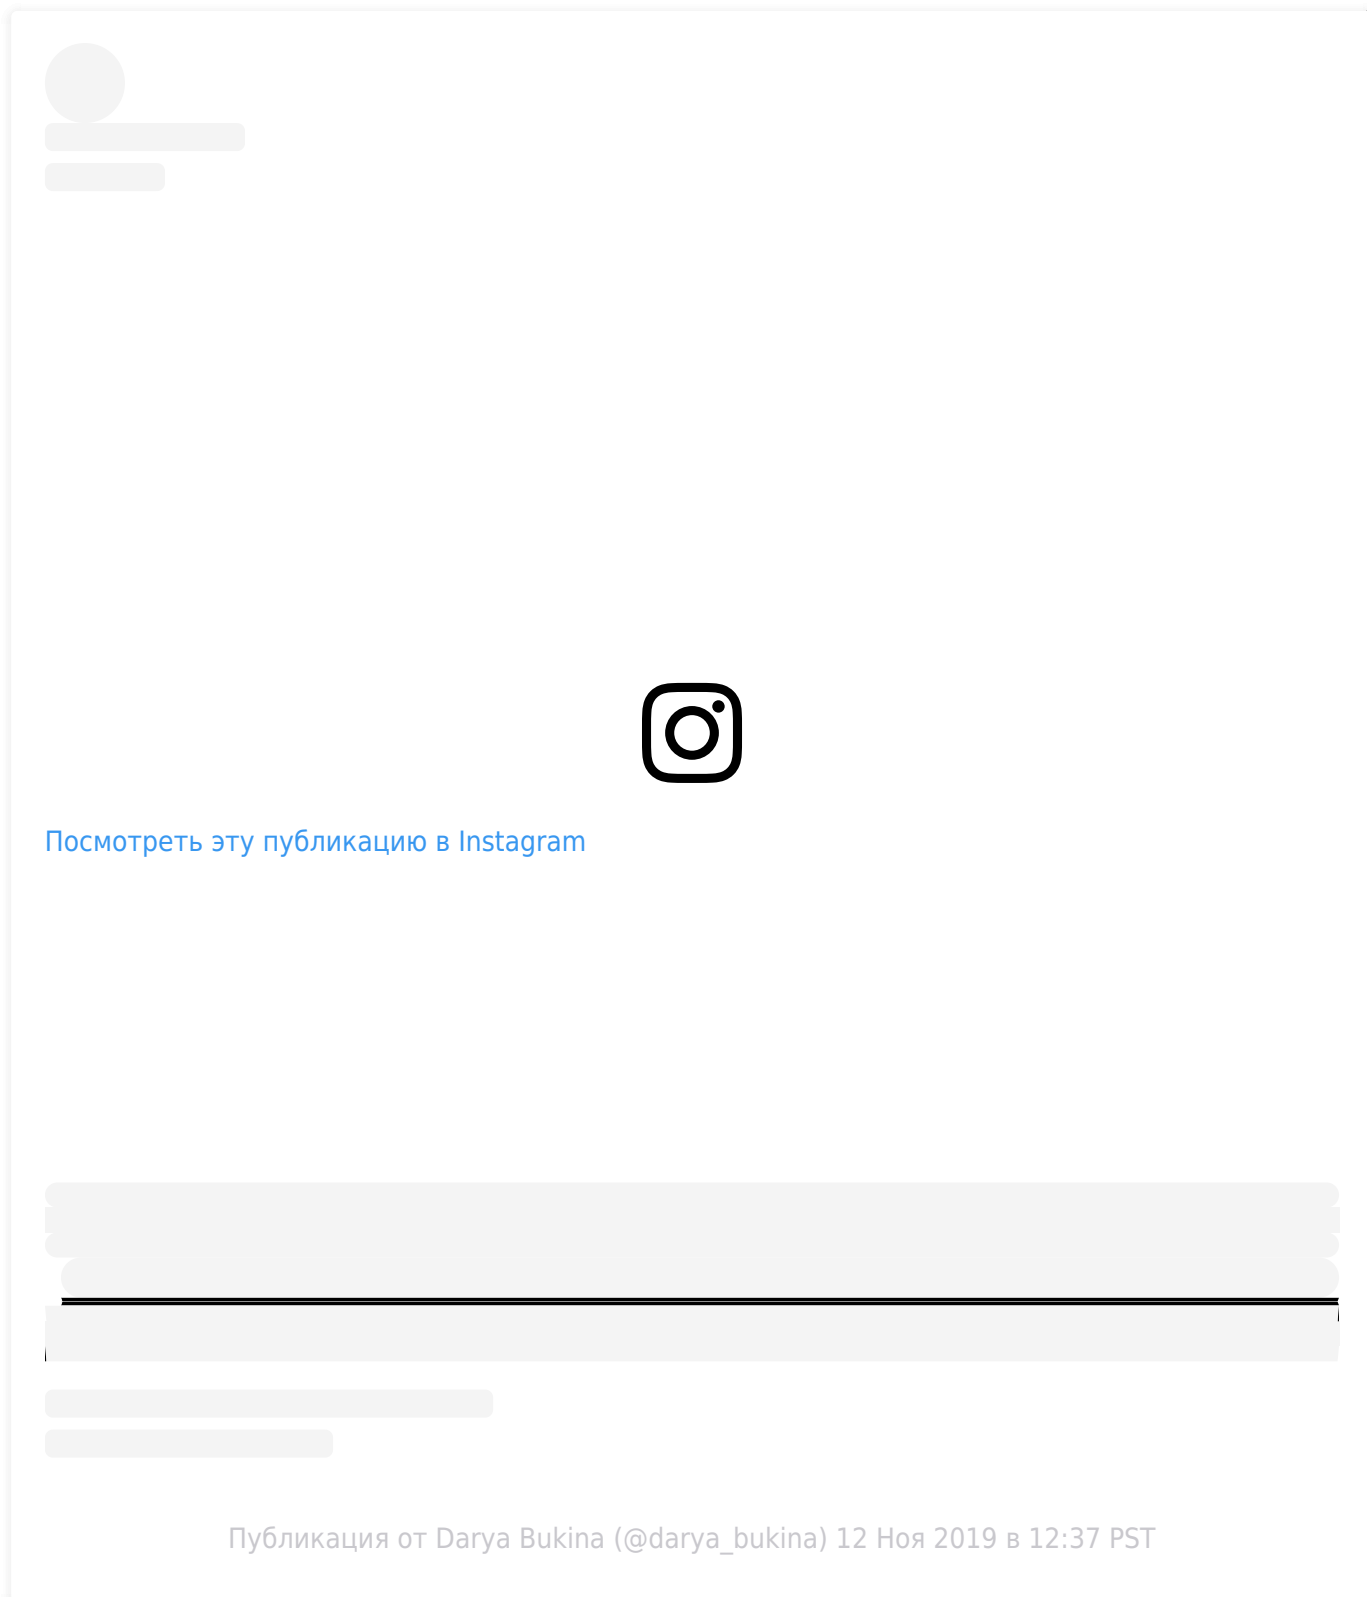 Посмотреть эту публикацию в Instagram
Публикация от Darya Bukina (@darya_bukina) 12 Ноя 2019 в 12:37 PST